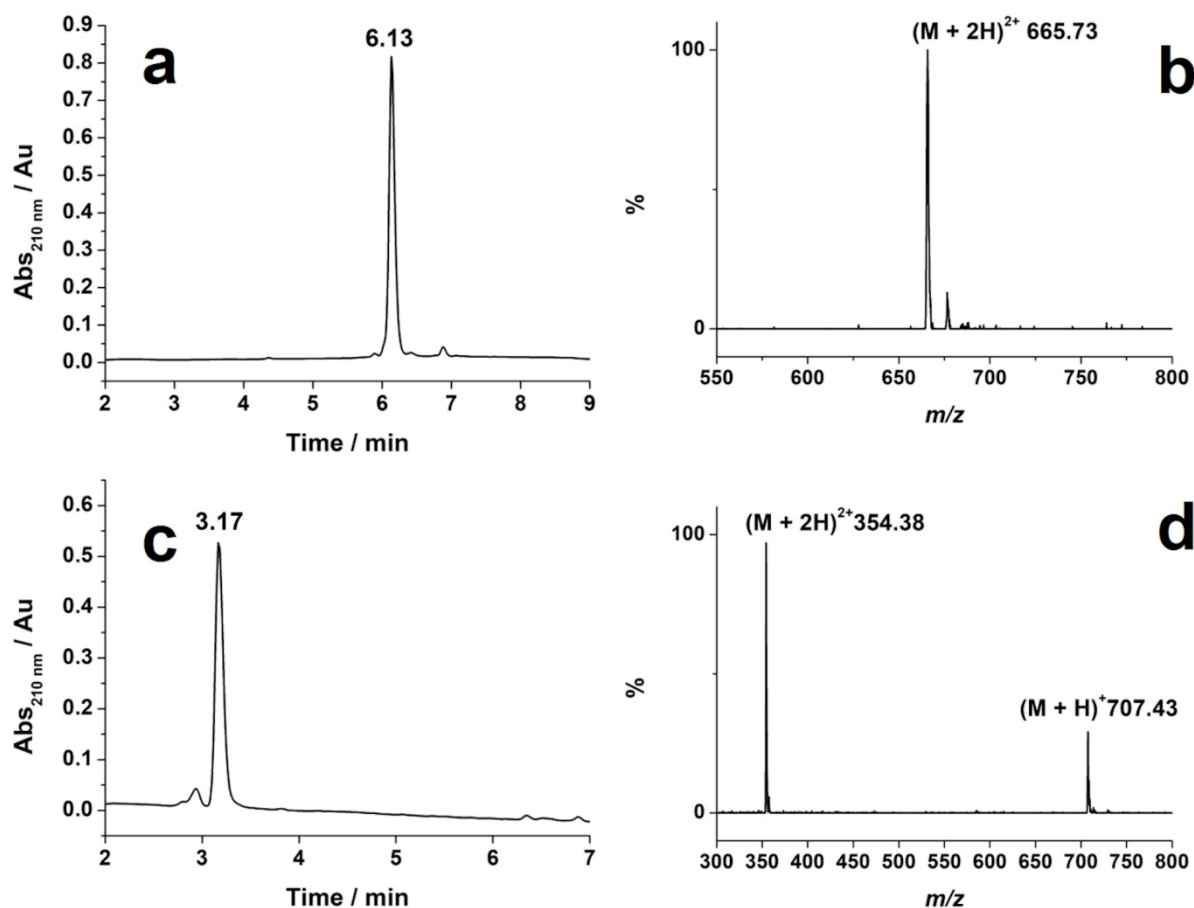 a
6.13
Abs210 nm / Au
0.9
0.8
0.7
0.6
0.5
0.4
0.3
0.2
0.1
0.0
2 3 4 5 6 7 8 9
Time / min
b
(M + 2H)2+ 665.73
%
100
0
550 600 650 700 750 800
m/z
c
3.17
Abs210 nm / Au
0.6
0.5
0.4
0.3
0.2
0.1
0.0
2 3 4 5 6 7
Time / min
d
(M + 2H)2+ 354.38
(M + H)+ 707.43
%
100
0
300 350 400 450 500 550 600 650 700 750 800
m/z